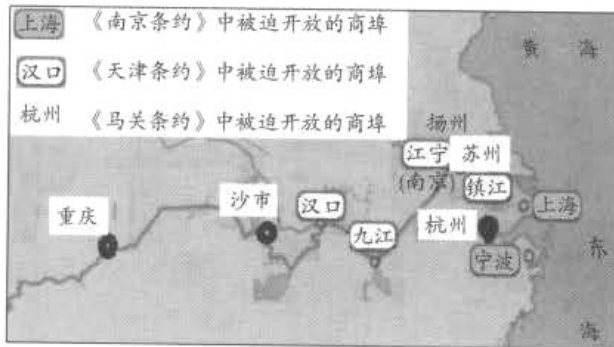 上海 《南京条约》中被迫开放的商埠
汉口 《天津条约》中被迫开放的商埠
杭州 《马关条约》中被迫开放的商埠
黄 海
扬州
江宁 苏州
(南京) 镇江
上海
重庆
沙市
汉口
九江
杭州
宁波
东
海